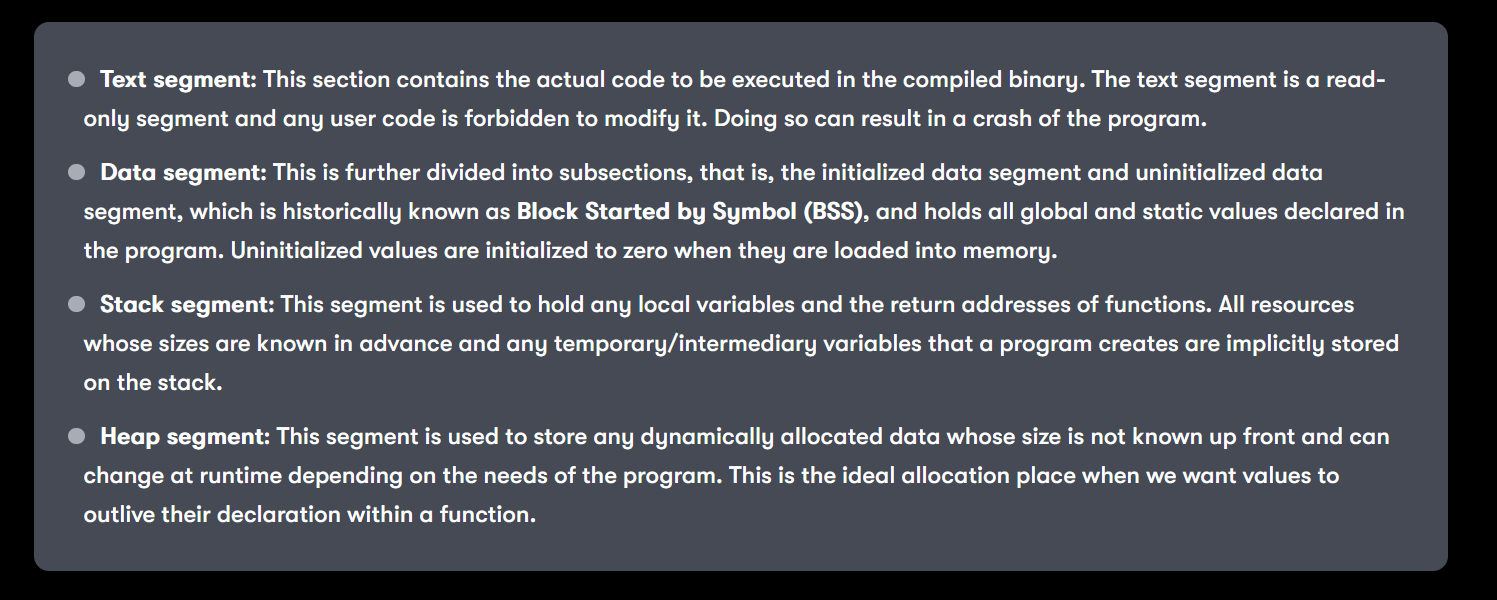 Text segment: This section contains the actual code to be executed in the compiled binary. The text segment is a read-
only segment and any user code is forbidden to modify it. Doing so can result in a crash of the program.
Data segment: This is further divided into subsections, that is, the initialized data segment and uninitialized data
segment, which is historically known as Block Started by Symbol (BSS), and holds all global and static values declared in
the program. Uninitialized values are initialized to zero when they are loaded into memory.
Stack segment: This segment is used to hold any local variables and the return addresses of functions. All resources
whose sizes are known in advance and any temporary/intermediary variables that a program creates are implicitly stored
on the stack.
Heap segment: This segment is used to store any dynamically allocated data whose size is not known up front and can
change at runtime depending on the needs of the program. This is the ideal allocation place when we want values to
outlive their declaration within a function.